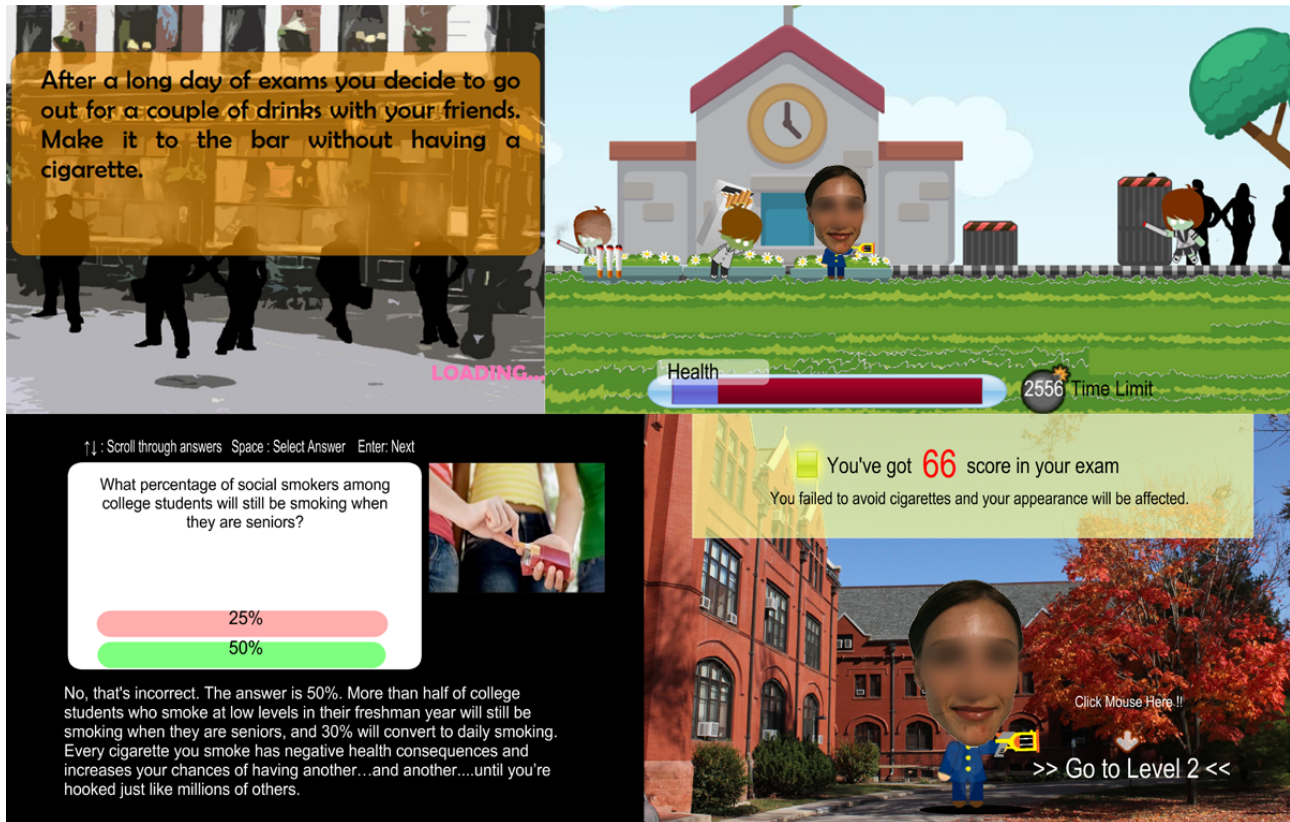 After a long day of exams you decide to go
out for a couple of drinks with your friends.
Make it to the bar without having a
cigarette.
LOADING...
Health
2556 Time Limit
↑↓ : Scroll through answers Space : Select Answer Enter: Next
What percentage of social smokers among
college students will still be smoking when
they are seniors?
25%
50%
No, that's incorrect. The answer is 50%. More than half of college
students who smoke at low levels in their freshman year will still be
smoking when they are seniors, and 30% will convert to daily smoking.
Every cigarette you smoke has negative health consequences and
increases your chances of having another…and another....until you're
hooked just like millions of others.
You've got 66 score in your exam
You failed to avoid cigarettes and your appearance will be affected.
Click Mouse Here !!
>> Go to Level 2 <<